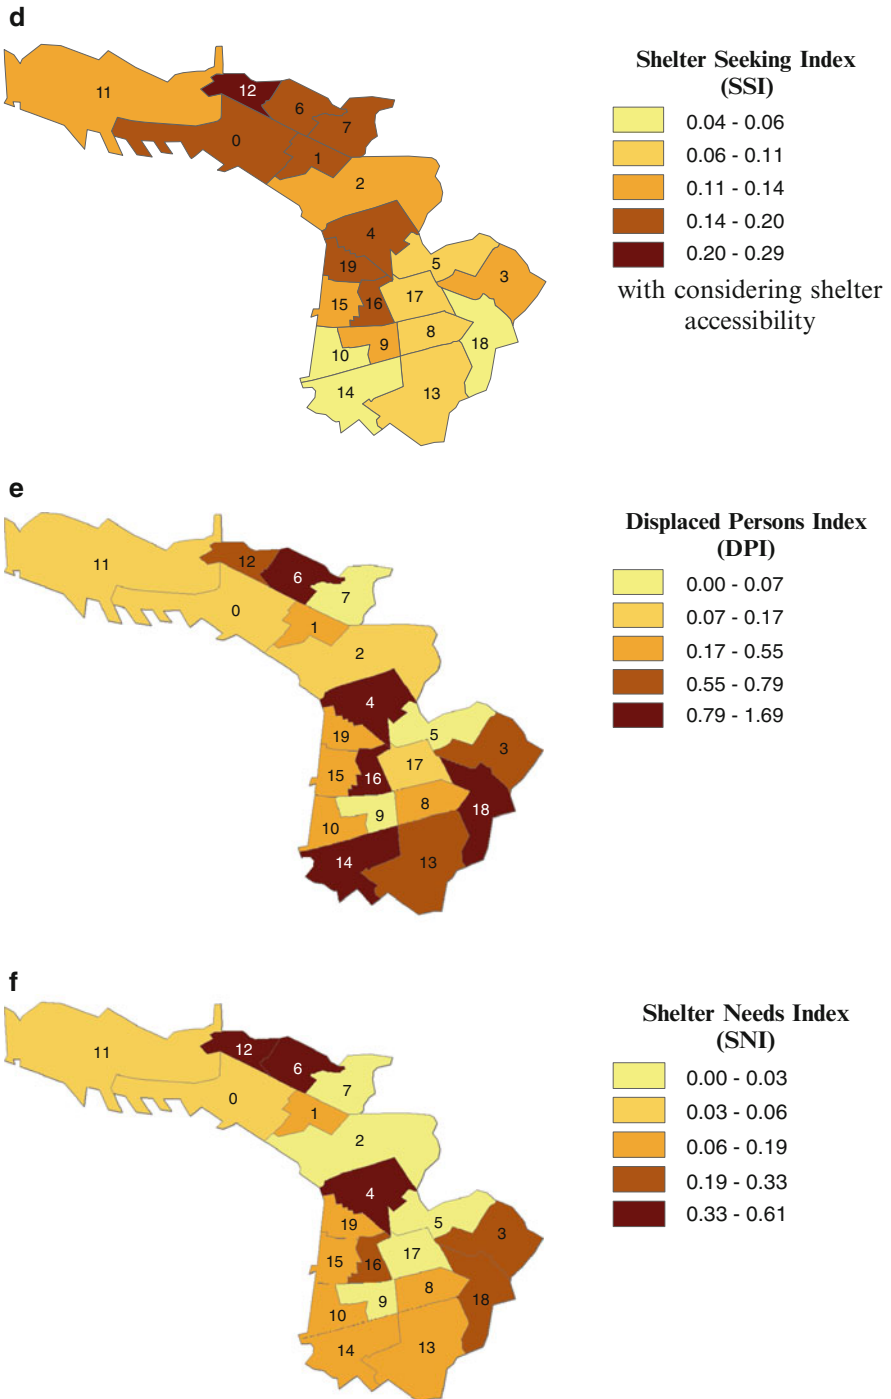 d
Shelter Seeking Index
(SSI)
0.04 - 0.06
0.06 - 0.11
0.11 - 0.14
0.14 - 0.20
0.20 - 0.29
with considering shelter
accessibility
11
12
6
7
0
1
2
4
19
5
3
15
16
17
10
9
8
18
14
13
e
Displaced Persons Index
(DPI)
0.00 - 0.07
0.07 - 0.17
0.17 - 0.55
0.55 - 0.79
0.79 - 1.69
11
12
6
7
0
1
2
4
19
5
3
15
16
17
10
9
8
18
14
13
f
Shelter Needs Index
(SNI)
0.00 - 0.03
0.03 - 0.06
0.06 - 0.19
0.19 - 0.33
0.33 - 0.61
11
12
6
7
0
1
2
4
19
5
3
15
16
17
10
9
8
18
14
13